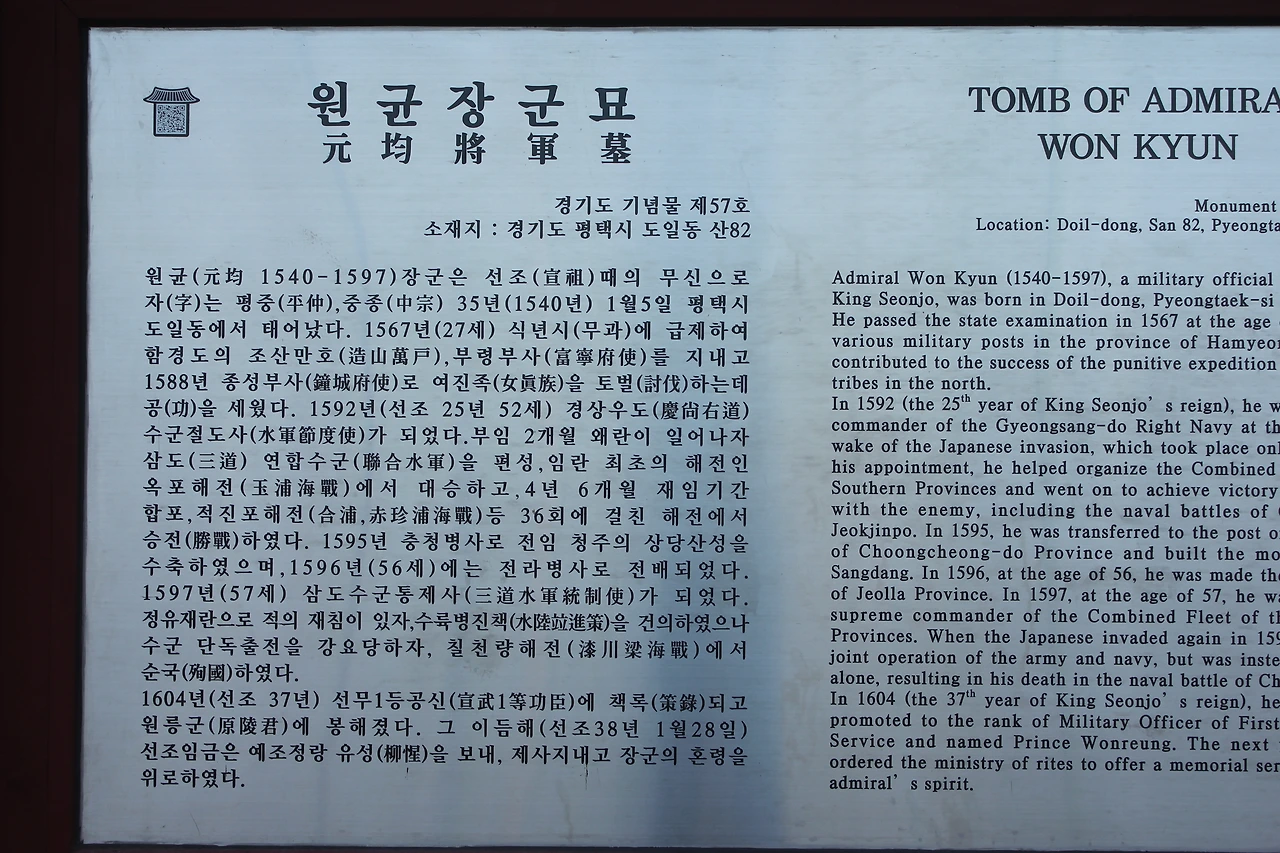 원균장군묘
元均將軍墓
경기도 기념물 제57호
소재지 : 경기도 평택시 도일동 산82
원균(元均 1540-1597)장군은 선조(宣祖)때의 무신으로
자(字)는 평중(平仲),중종(中宗) 35년(1540년) 1월5일 평택시
도일동에서 태어났다. 1567년(27세) 식년시(무과)에 급제하여
함경도의 조산만호(造山萬戶),부령부사(富寧府使)를 지내고
1588년 종성부사(鐘城府使)로 여진족(女眞族)을 토벌(討伐)하는데
공(功)을 세웠다. 1592년(선조 25년 52세) 경상우도(慶尙右道)
수군절도사(水軍節度使)가 되었다.부임 2개월 왜란이 일어나자
삼도(三道) 연합수군(聯合水軍)을 편성,임란 최초의 해전인
옥포해전(玉浦海戰)에서 대승하고,4년 6개월 재임기간
합포,적진포해전(合浦,赤珍浦海戰)등 36회에 걸친 해전에서
승전(勝戰)하였다. 1595년 충청병사로 전임 청주의 상당산성을
수축하였으며,1596년(56세)에는 전라병사로 전배되었다.
1597년(57세) 삼도수군통제사(三道水軍統制使)가 되었다.
정유재란으로 적의 재침이 있자,수륙병진책(水陸竝進策)을 건의하였으나
수군 단독출전을 강요당하자, 칠천량해전(漆川梁海戰)에서
순국(殉國)하였다.
1604년(선조 37년) 선무1등공신(宣武1等功臣)에 책록(策錄)되고
원릉군(原陵君)에 봉해졌다. 그 이듬해(선조38년 1월28일)
선조임금은 예조정랑 유성(柳惺)을 보내, 제사지내고 장군의 혼령을
위로하였다.
TOMB OF ADMIRA
WON KYUN
Monument
Location: Doil-dong, San 82, Pyeongta
Admiral Won Kyun (1540-1597), a military official
King Seonjo, was born in Doil-dong, Pyeongtaek-si
He passed the state examination in 1567 at the age
various military posts in the province of Hamyeon
contributed to the success of the punitive expedition
tribes in the north.
In 1592 (the 25th year of King Seonjo's reign), he w
commander of the Gyeongsang-do Right Navy at th
wake of the Japanese invasion, which took place onl
his appointment, he helped organize the Combined
Southern Provinces and went on to achieve victory
with the enemy, including the naval battles of
Jeokjinpo. In 1595, he was transferred to the post o
of Choongcheong-do Province and built the mo
Sangdang. In 1596, at the age of 56, he was made the
of Jeolla Province. In 1597, at the age of 57, he wa
supreme commander of the Combined Fleet of th
Provinces. When the Japanese invaded again in 159
joint operation of the army and navy, but was inste
alone, resulting in his death in the naval battle of Ch
In 1604 (the 37th year of King Seonjo's reign), he
promoted to the rank of Military Officer of First
Service and named Prince Wonreung. The next
ordered the ministry of rites to offer a memorial ser
admiral's spirit.